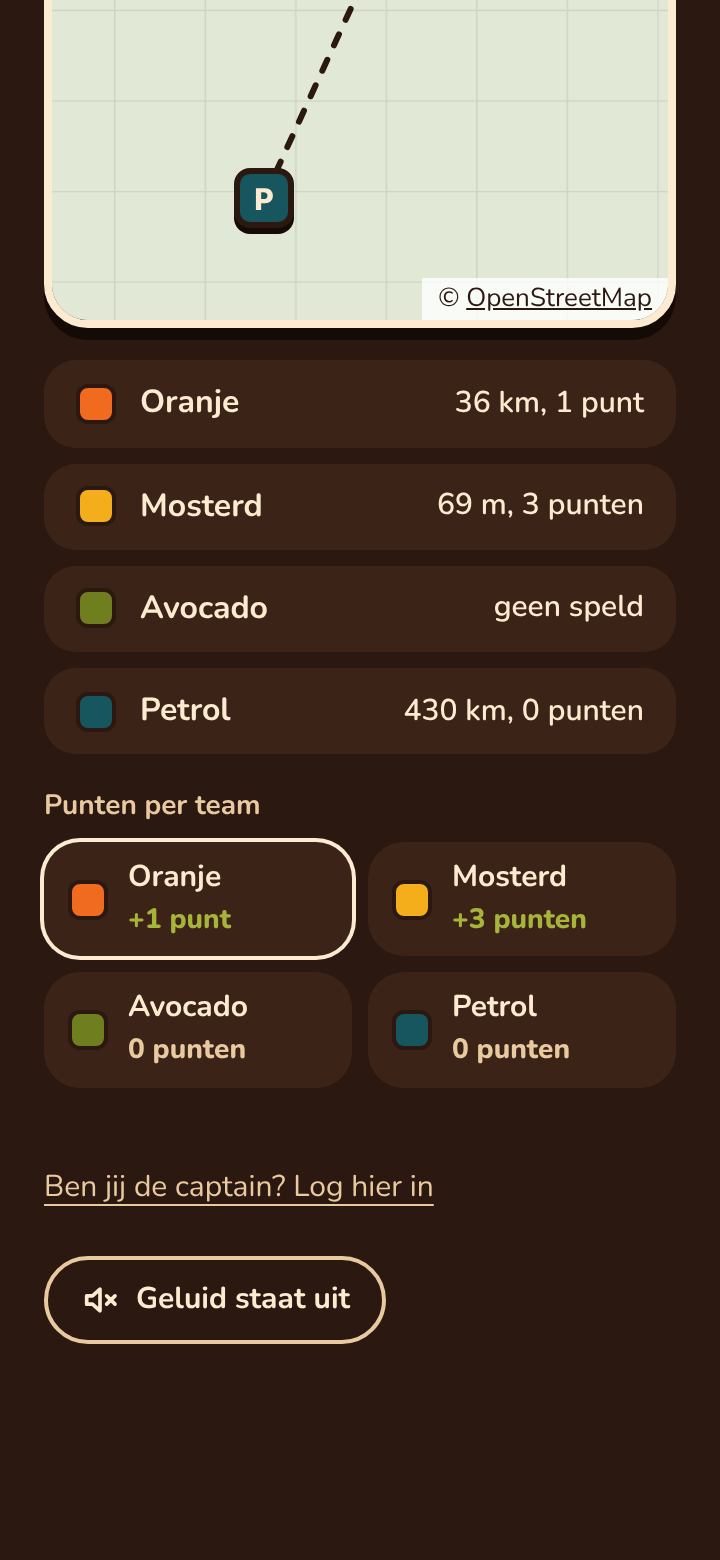 P
© OpenStreetMap
Oranje 36 km, 1 punt
Mosterd 69 m, 3 punten
Avocado geen speld
Petrol 430 km, 0 punten
Punten per team
Oranje
+1 punt
Mosterd
+3 punten
Avocado
0 punten
Petrol
0 punten
Ben jij de captain? Log hier in
Geluid staat uit